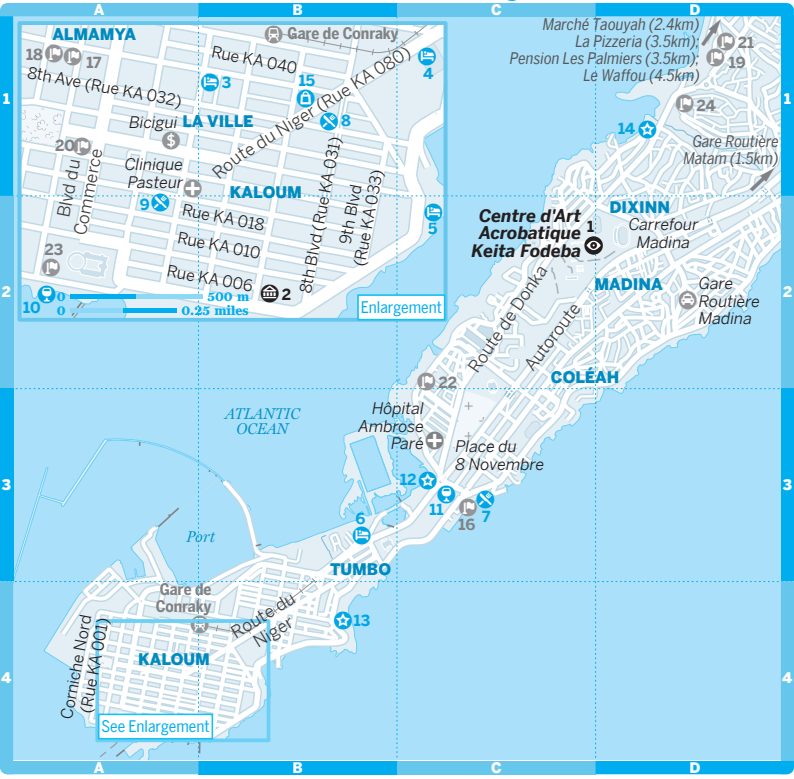 A
B
C
D
ALMAMYA
Gare de Conraky
18
17
Rue KA 040
8th Ave (Rue KA 032)
3
15
4
Route du Niger (Rue KA 080)
8
Bicigui
LA VILLE
20
Clinique
Pasteur
Blvd du
Commerce
KALOUM
9
8th Blvd (Rue KA 031)
9th Blvd
(Rue KA 033)
Rue KA 018
Rue KA 010
Rue KA 006
5
23
2
10
0
500 m
0
0.25 miles
Enlargement
Marché Taouyah (2.4km)
La Pizzeria (3.5km);
Pension Les Palmiers (3.5km);
Le Waffou (4.5km)
21
19
24
14
Gare Routière
Matam (1.5km)
DIXINN
Centre d'Art
Acrobatique
Keita Fodeba
1
Carrefour
Madina
MADINA
Gare
Routière
Madina
Route de Donka
Autoroute
COLÉAH
22
ATLANTIC
OCEAN
Hôpital
Ambrose
Paré
Place du
8 Novembre
12
11
16
7
6
Port
TUMBO
Gare de
Conraky
Route du
Niger
13
Corniche Nord
(Rue KA 001)
KALOUM
See Enlargement
1
2
3
4
1
2
3
4
A
B
C
D